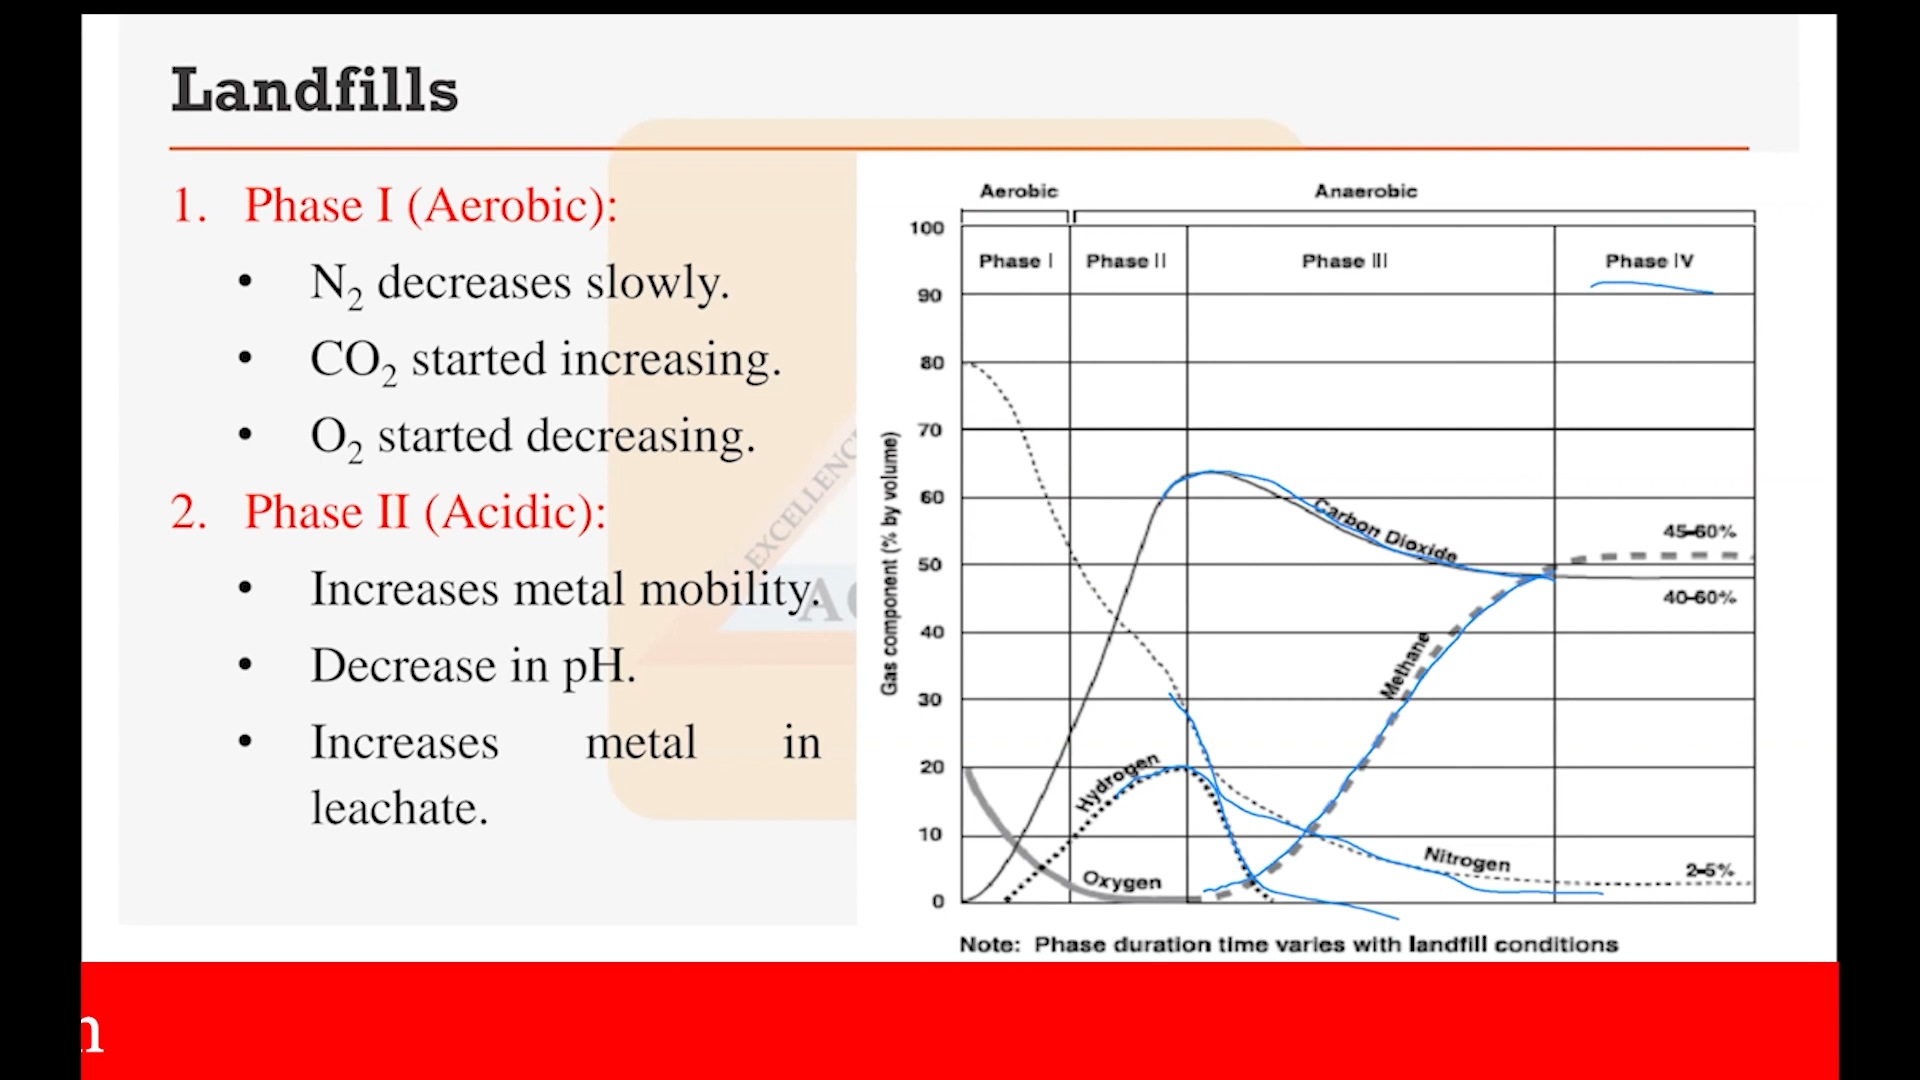 Landfills
1. Phase I (Aerobic):
• N₂ decreases slowly.
• CO₂ started increasing.
• O₂ started decreasing.
2. Phase II (Acidic):
• Increases metal mobility.
• Decrease in pH.
• Increases metal in
leachate.
EXCELLENC
Aerobic Anaerobic
Phase I Phase II Phase III Phase IV
Gas component (% by volume)
100
90
80
70
60
50
40
30
20
10
0
Carbon Dioxide
45-60%
40-60%
Methane
Hydrogen
Oxygen
Nitrogen
2-5%
Note: Phase duration time varies with landfill conditions